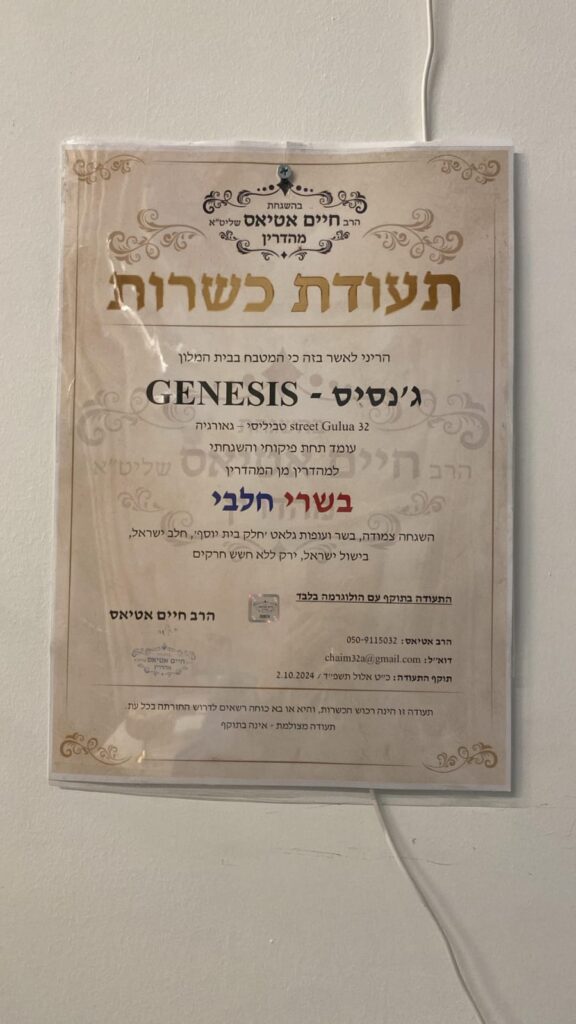 בהשגחת
הרב חיים אטיאס שליט"א
מהדרין
תעודת כשרות
הריני לאשר בזה כי המטבח בבית המלון
ג'נסיס - GENESIS
32 street Gulua טביליסי – גאורגיה
עומד תחת פיקוחי והשגחתי
למהדרין מן המהדרין
בשרי חלבי
השגחה צמודה, בשר ועופות גלאט 'חלק בית יוסף', חלב ישראל,
בישול ישראל, ירק ללא חשש חרקים
התעודה בתוקף עם הולוגרמה בלבד
הרב חיים אטיאס
הרב אטיאס: 050-9115032
דוא"ל: chaim32a@gmail.com
תוקף התעודה: כ"ט אלול תשפ"ד / 2.10.2024
חיים אטיאס
תעודה זו הינה רכוש הכשרות, והיא או בא כוחה רשאים לדרוש החזרתה בכל עת.
תעודה מצולמת - אינה בתוקף